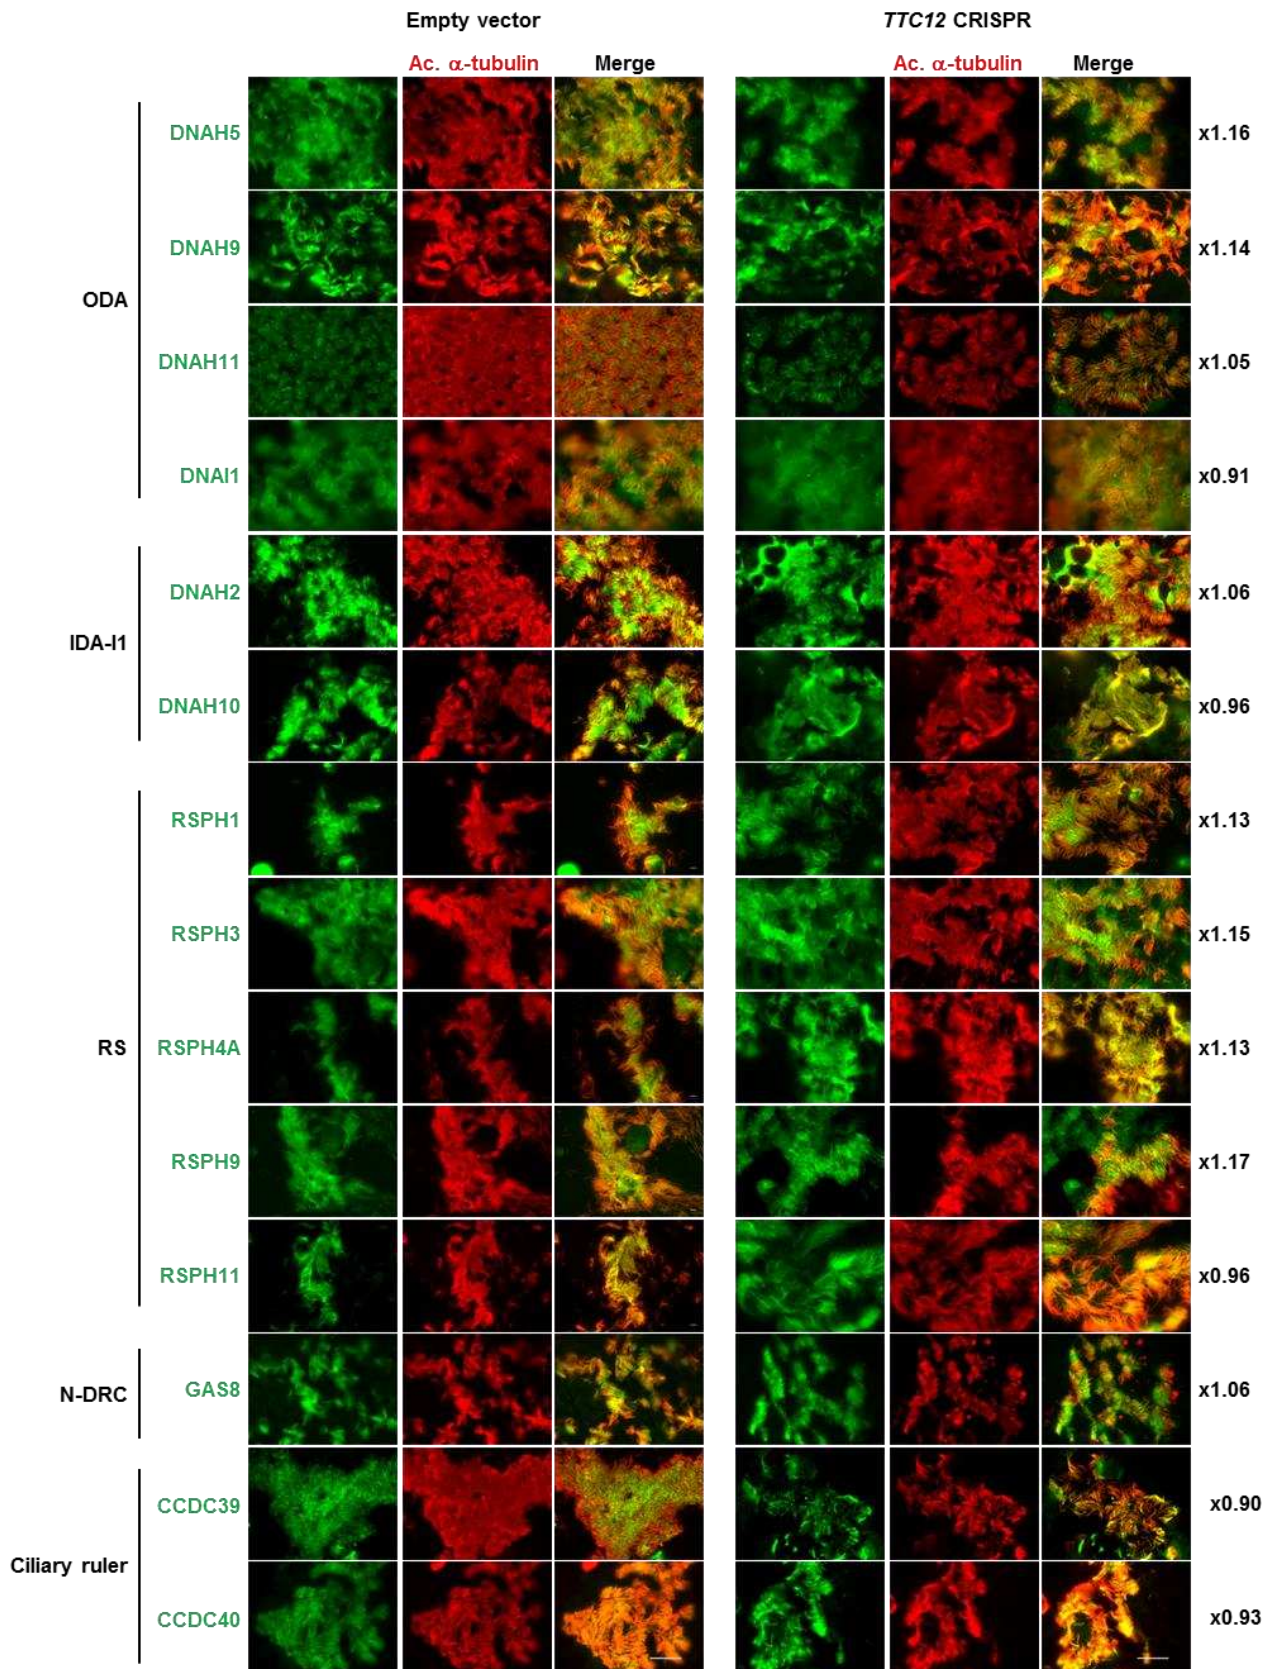 Empty vector
TTC12 CRISPR
Ac. α-tubulin Merge
Ac. α-tubulin Merge
ODA
DNAH5 x1.16
DNAH9 x1.14
DNAH11 x1.05
DNAI1 x0.91
IDA-I1
DNAH2 x1.06
DNAH10 x0.96
RS
RSPH1 x1.13
RSPH3 x1.15
RSPH4A x1.13
RSPH9 x1.17
RSPH11 x0.96
N-DRC
GAS8 x1.06
Ciliary ruler
CCDC39 x0.90
CCDC40 x0.93